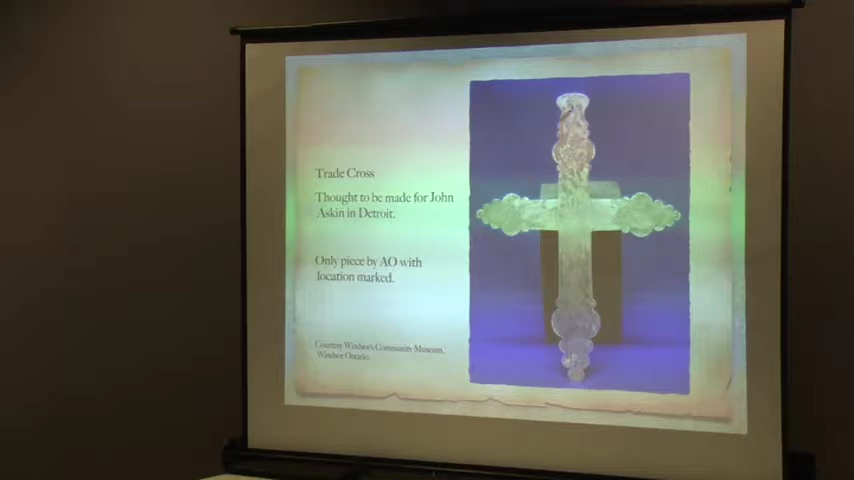 Trade Cross
Thought to be made for John
Askin in Detroit.
Only piece by AO with
location marked.
Courtesy Windsor's Community Museum,
Windsor Ontario.